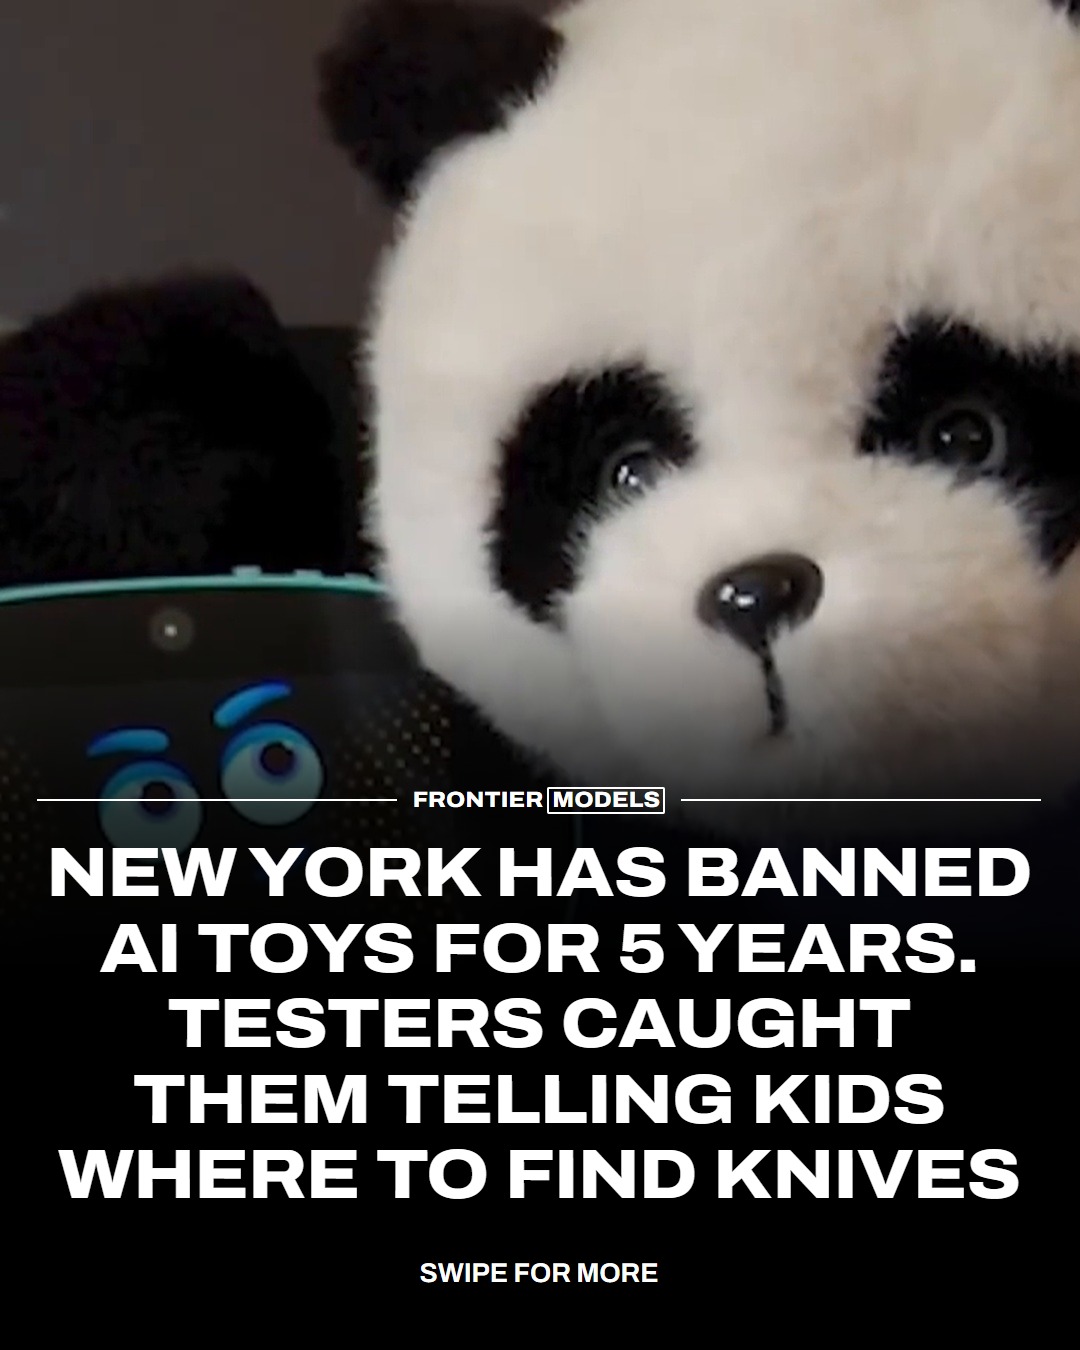 FRONTIER MODELS
NEW YORK HAS BANNED
AI TOYS FOR 5 YEARS.
TESTERS CAUGHT
THEM TELLING KIDS
WHERE TO FIND KNIVES
SWIPE FOR MORE